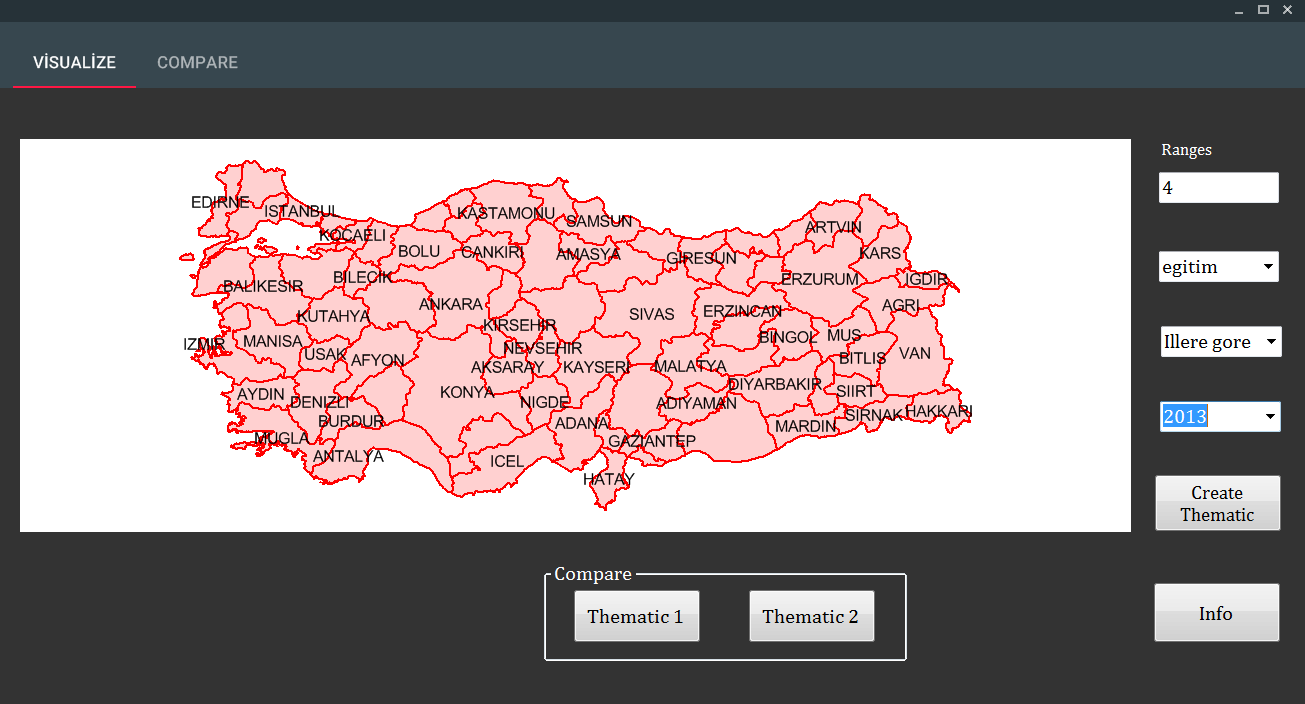 VİSUALİZE COMPARE
Ranges
4
egitim
Illere gore
2013
Create
Thematic
Info
EDIRNE
ISTANBUL
KASTAMONU
SAMSUN
ARTVIN
KOCAELI
BOLU
CANKIRI
AMASYA
GIRESUN
KARS
BALIKESIR
BILECIK
ERZURUM
IGDIR
ANKARA
AGRI
KUTAHYA
KIRSEHIR
SIVAS
ERZINCAN
IZMIR
MANISA
USAK
AFYON
NEVSEHIR
BINGOL
MUS
BITLIS
VAN
AKSARAY
KAYSERI
MALATYA
AYDIN
DENIZLI
KONYA
NIGDE
ADIYAMAN
DIYARBAKIR
SIIRT
BURDUR
ADANA
SIRNAK
HAKKARI
MUGLA
GAZIANTEP
MARDIN
ANTALYA
ICEL
HATAY
Compare
Thematic 1 Thematic 2